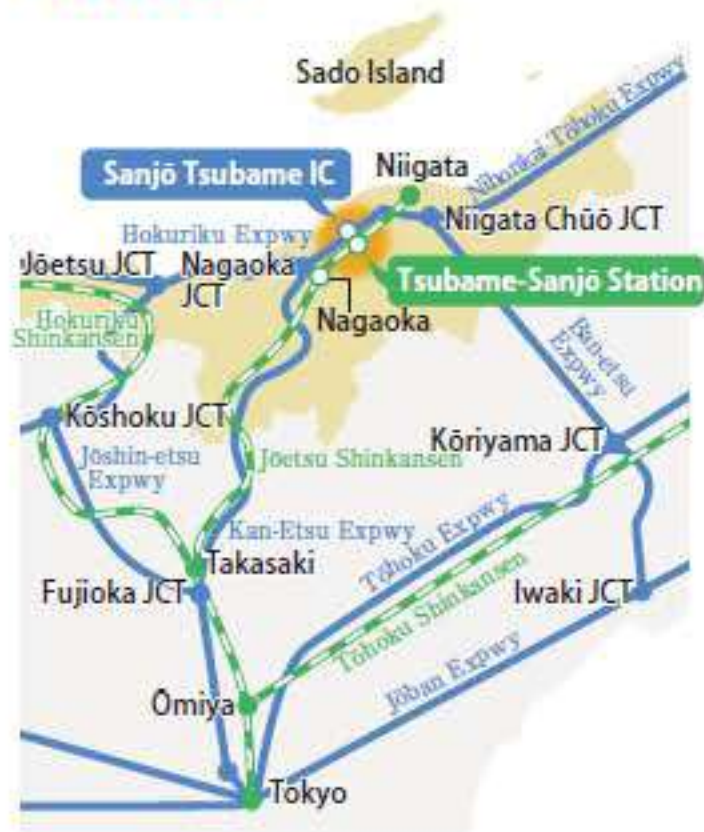 Sado Island
Nihonkai Tōhoku Expwy
Sanjō Tsubame IC
Niigata
Niigata Chūō JCT
Hokuriku Expwy
Jōetsu JCT
Nagaoka
JCT
Tsubame-Sanjō Station
Nagaoka
Hokuriku
Shinkansen
Ban-etsu
Expwy
Kōshoku JCT
Kōriyama JCT
Jōshin-etsu
Expwy
Jōetsu Shinkansen
Kan-Etsu Expwy
Tōhoku Expwy
Takasaki
Fujioka JCT
Iwaki JCT
Tōhoku Shinkansen
Jōban Expwy
Ōmiya
Tokyo